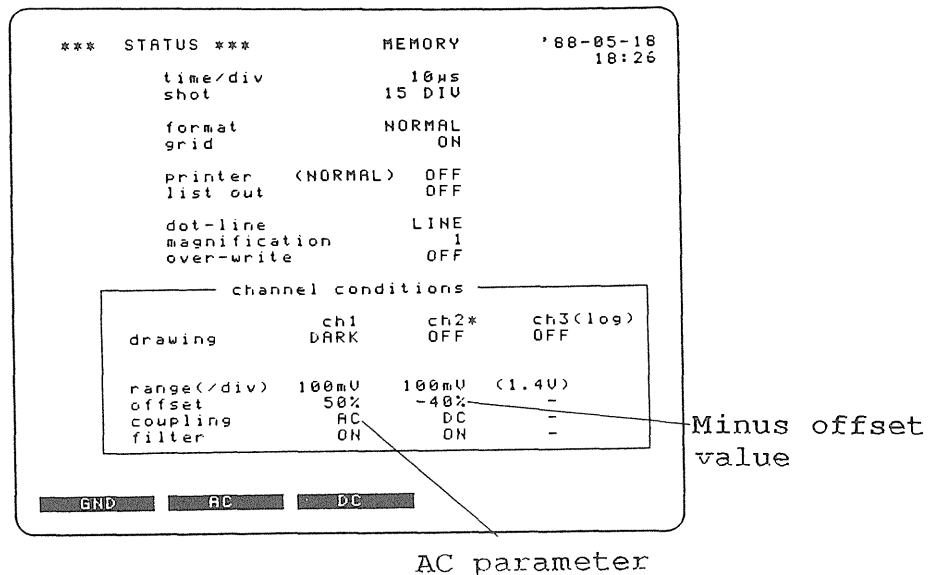 *** STATUS *** MEMORY '88-05-18
18:26
time/div 10µs
shot 15 DIV
format NORMAL
grid ON
printer (NORMAL) OFF
list out OFF
dot-line LINE
magnification 1
over-write OFF
channel conditions
ch1 ch2* ch3(log)
drawing DARK OFF OFF
range(/div) 100mV 100mV (1.4V)
offset 50% -40% -
coupling AC DC -
filter ON ON -
Minus offset
value
GND AC DC
AC parameter